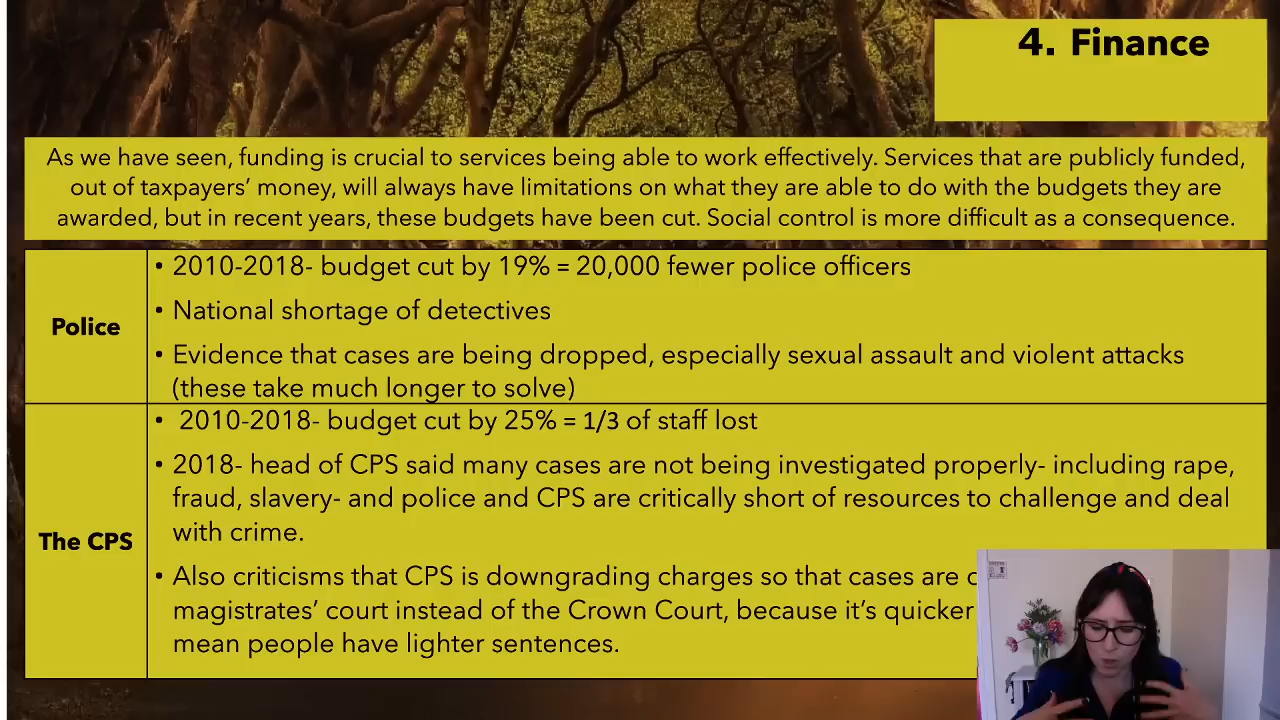 4. Finance
As we have seen, funding is crucial to services being able to work effectively. Services that are publicly funded,
out of taxpayers’ money, will always have limitations on what they are able to do with the budgets they are
awarded, but in recent years, these budgets have been cut. Social control is more difficult as a consequence.
Police
• 2010-2018- budget cut by 19% = 20,000 fewer police officers
• National shortage of detectives
• Evidence that cases are being dropped, especially sexual assault and violent attacks
(these take much longer to solve)
The CPS
• 2010-2018- budget cut by 25% = 1/3 of staff lost
• 2018- head of CPS said many cases are not being investigated properly- including rape,
fraud, slavery- and police and CPS are critically short of resources to challenge and deal
with crime.
• Also criticisms that CPS is downgrading charges so that cases are
magistrates’ court instead of the Crown Court, because it’s quicker
mean people have lighter sentences.